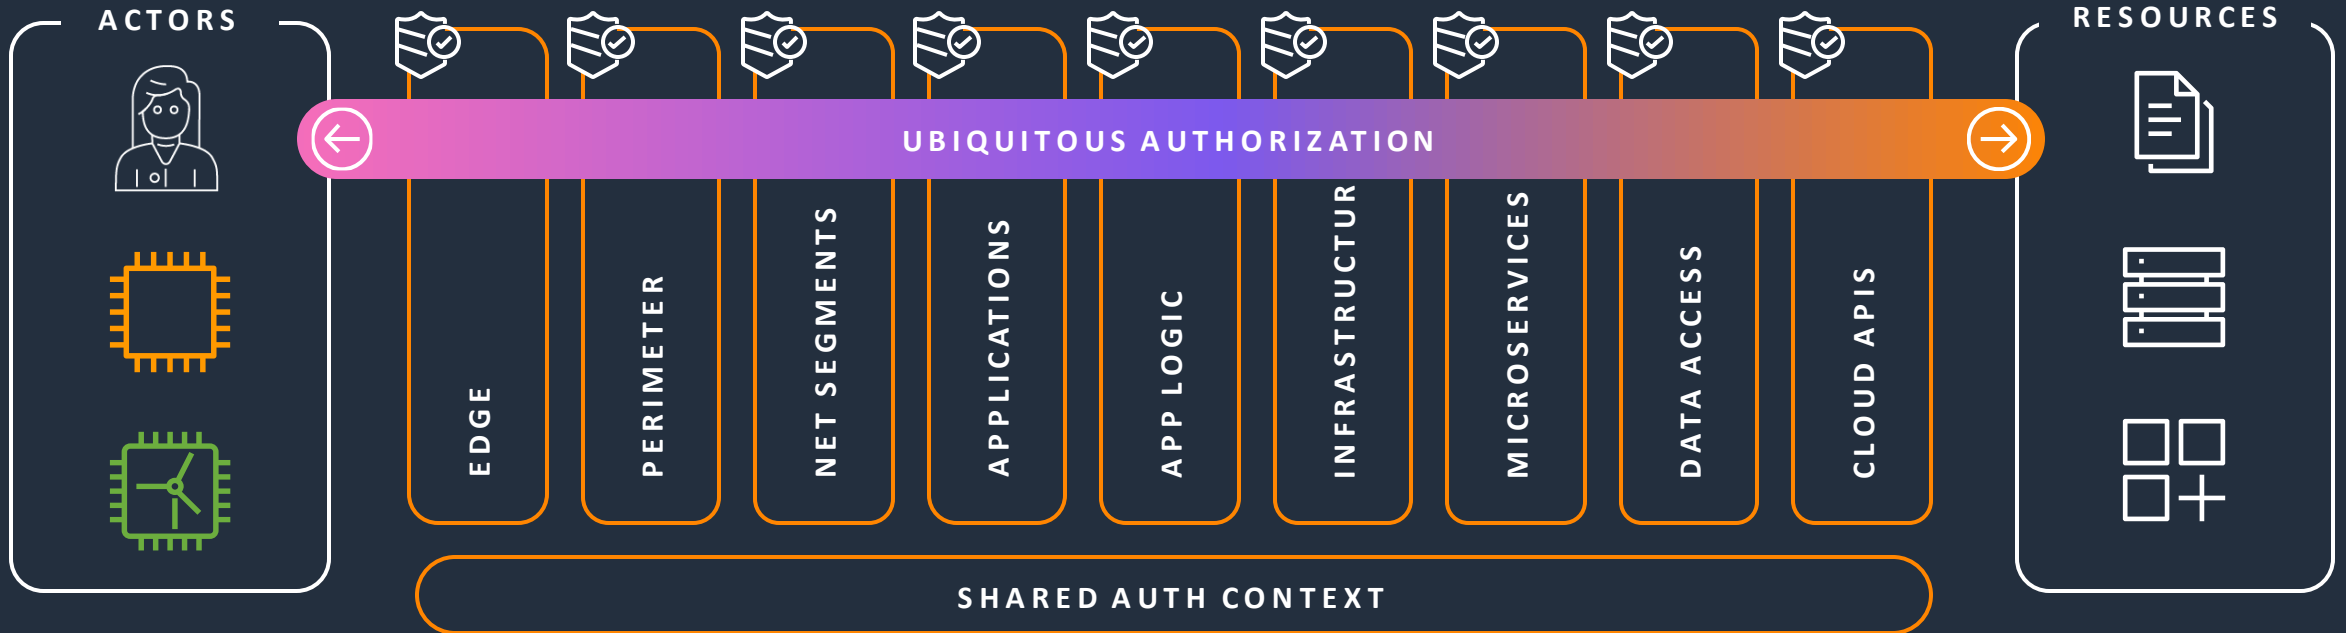 ACTORS
RESOURCES
UBIQUITOUS AUTHORIZATION
EDGE
PERIMETER
NET SEGMENTS
APPLICATIONS
APP LOGIC
INFRASTRUCTUR
MICROSERVICES
DATA ACCESS
CLOUD APIS
SHARED AUTH CONTEXT